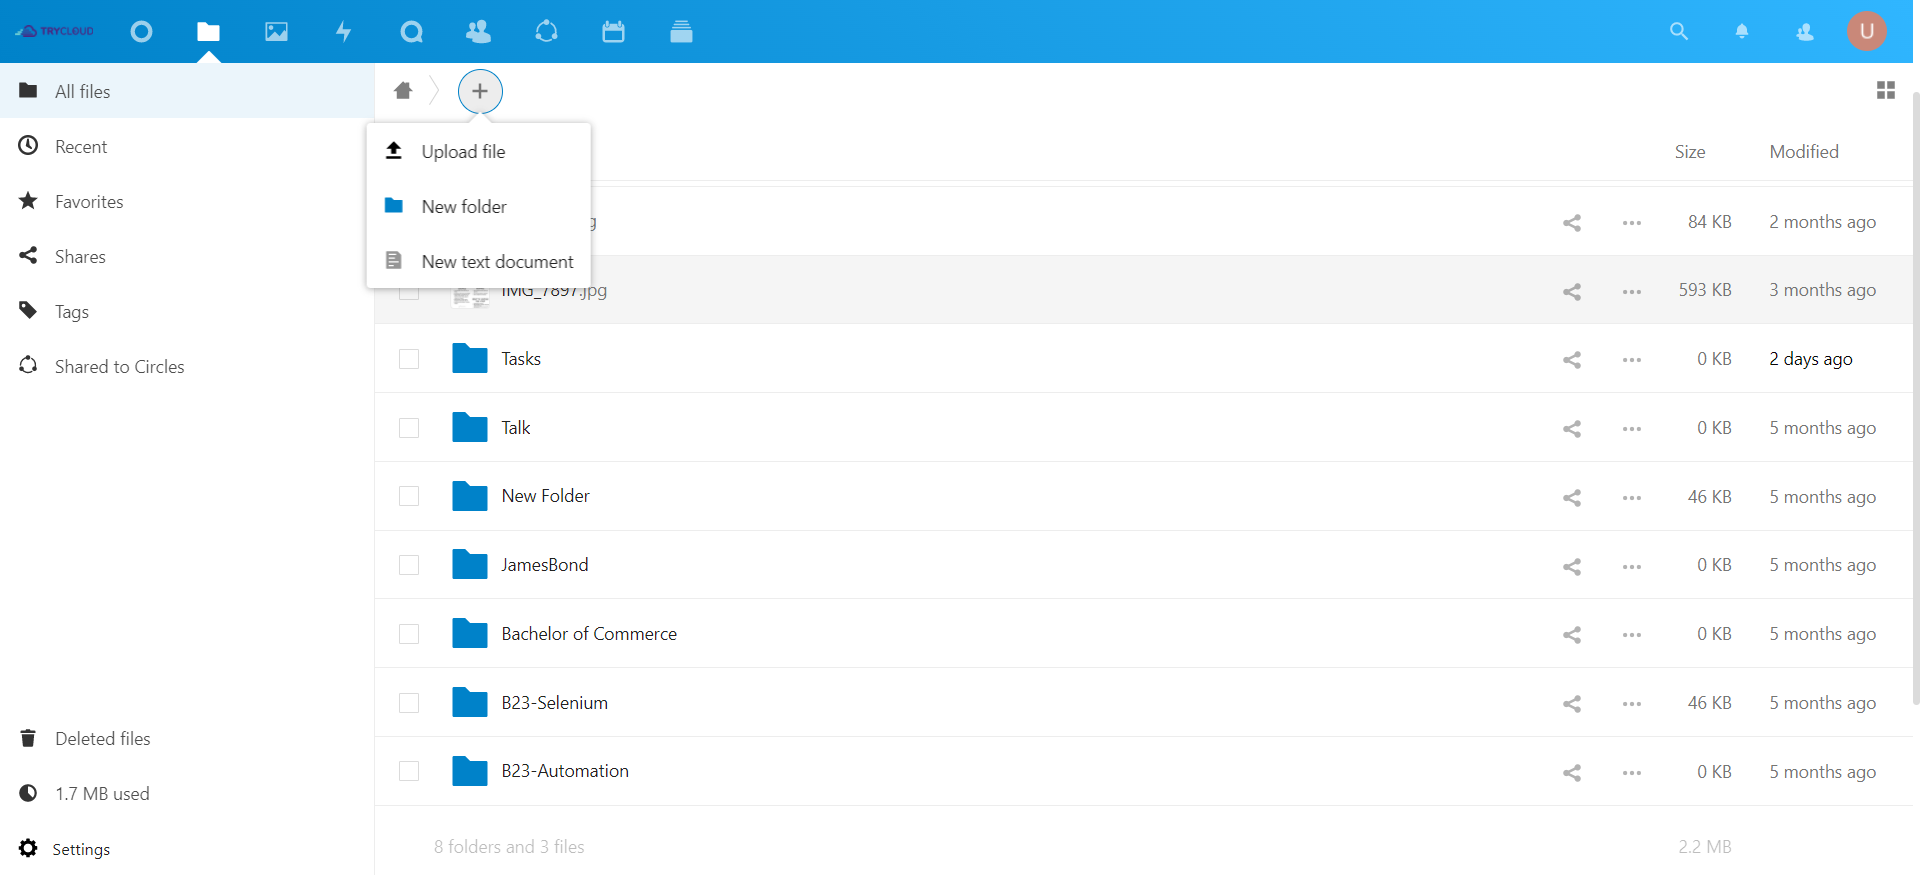 TRYCLOUD
U
All files
Recent
Favorites
Shares
Tags
Shared to Circles
Deleted files
1.7 MB used
Settings
Upload file
New folder
New text document
Size Modified
g 84 KB 2 months ago
IMG_7897.jpg 593 KB 3 months ago
Tasks 0 KB 2 days ago
Talk 0 KB 5 months ago
New Folder 46 KB 5 months ago
JamesBond 0 KB 5 months ago
Bachelor of Commerce 0 KB 5 months ago
B23-Selenium 46 KB 5 months ago
B23-Automation 0 KB 5 months ago
8 folders and 3 files 2.2 MB